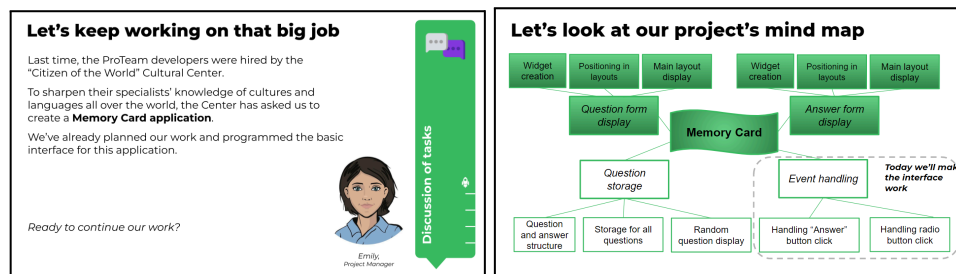 Let's keep working on that big job
Last time, the ProTeam developers were hired by the
“Citizen of the World” Cultural Center.
To sharpen their specialists’ knowledge of cultures and
languages all over the world, the Center has asked us to
create a Memory Card application.
We’ve already planned our work and programmed the basic
interface for this application.
Ready to continue our work?
Emily,
Project Manager
Discussion of tasks
Let’s look at our project’s mind map
Widget
creation
Positioning in
layouts
Main layout
display
Widget
creation
Positioning in
layouts
Main layout
display
Question form
display
Answer form
display
Memory Card
Question
storage
Event handling
Today we’ll mak
the interface
work
Question
and answer
structure
Storage for all
questions
Random
question display
Handling “Answer”
button click
Handling radio
button click